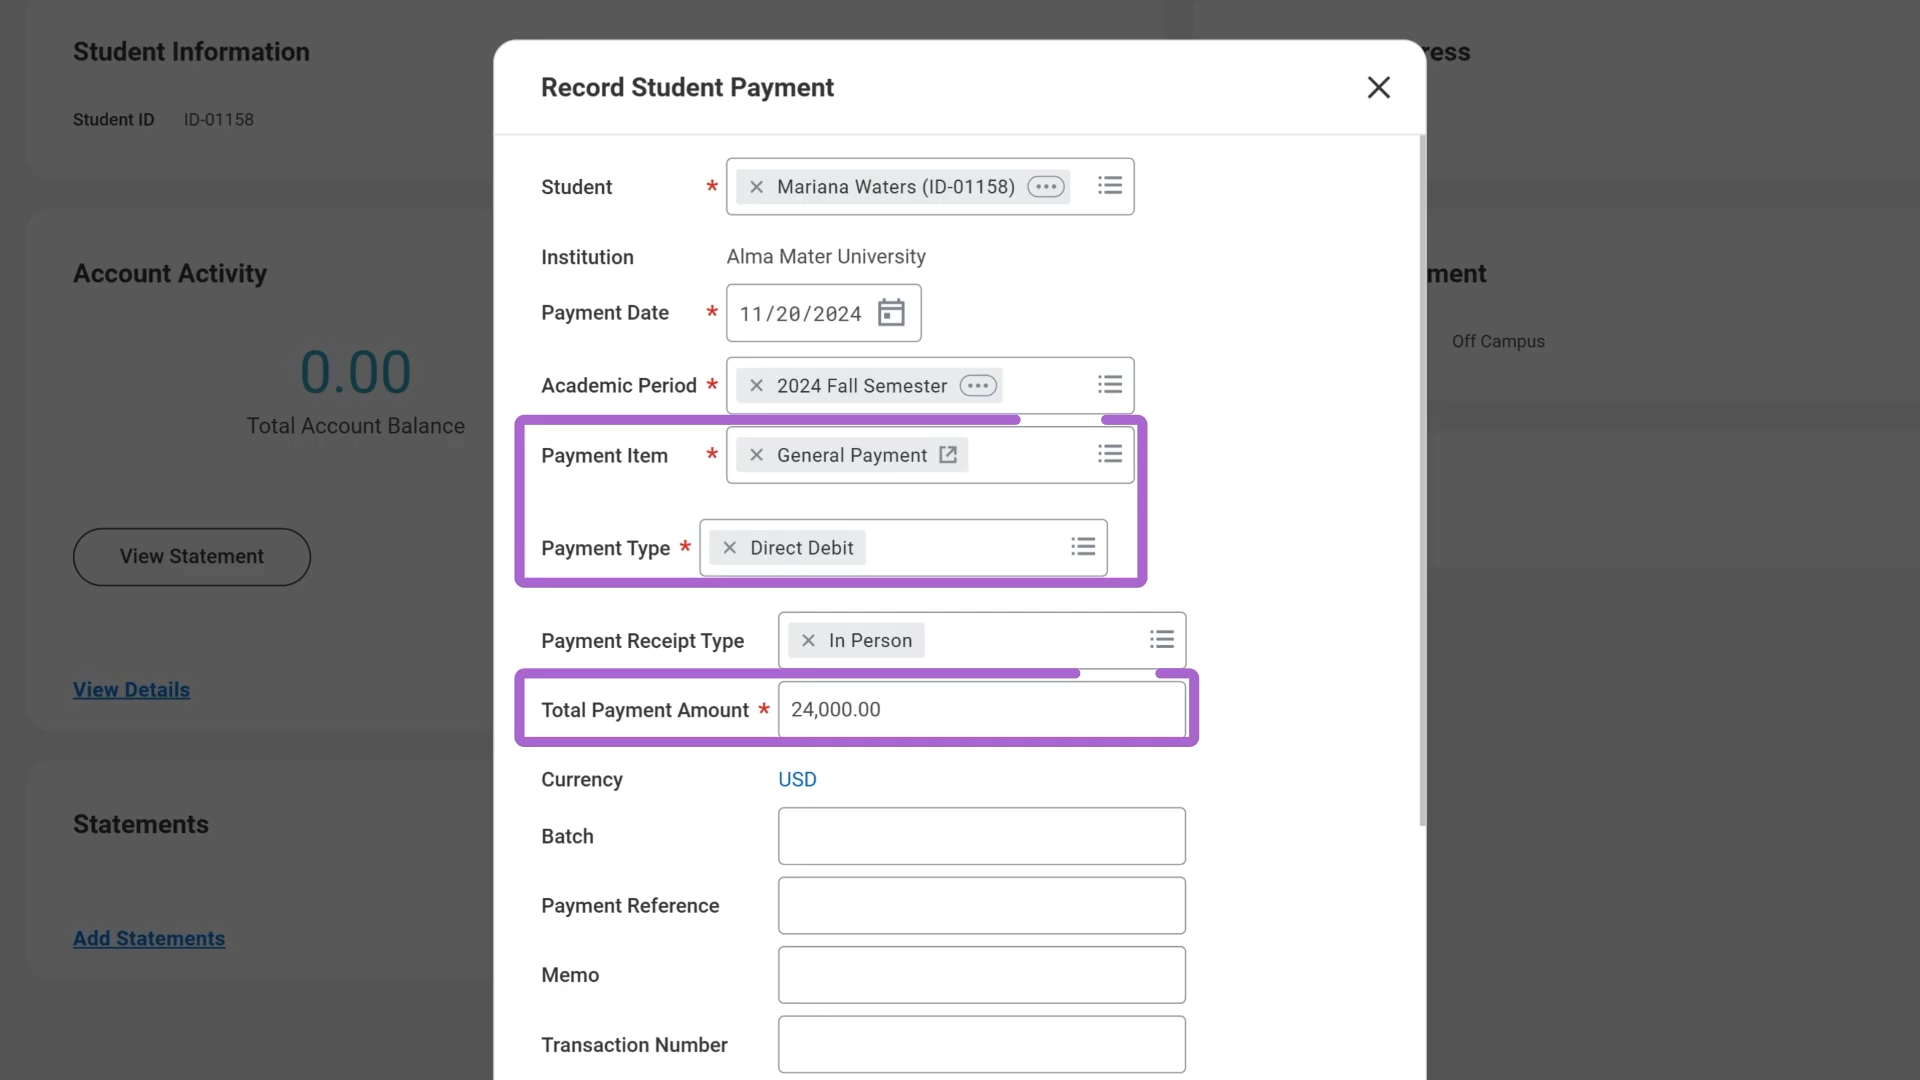 Student Information
Student ID ID-01158
Account Activity
0.00
Total Account Balance
View Statement
View Details
Statements
Add Statements
Record Student Payment
Student * Mariana Waters (ID-01158)
Institution Alma Mater University
Payment Date * 11/20/2024
Academic Period * 2024 Fall Semester
Payment Item * General Payment
Payment Type * Direct Debit
Payment Receipt Type In Person
Total Payment Amount * 24,000.00
Currency USD
Batch
Payment Reference
Memo
Transaction Number
ress
ment
Off Campus